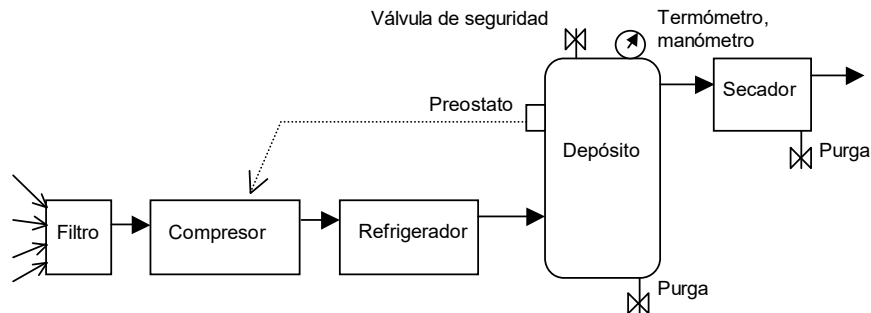 Válvula de seguridad
Termómetro,
manómetro
Preostato
Secador
Depósito
Purga
Filtro
Compresor
Refrigerador
Purga